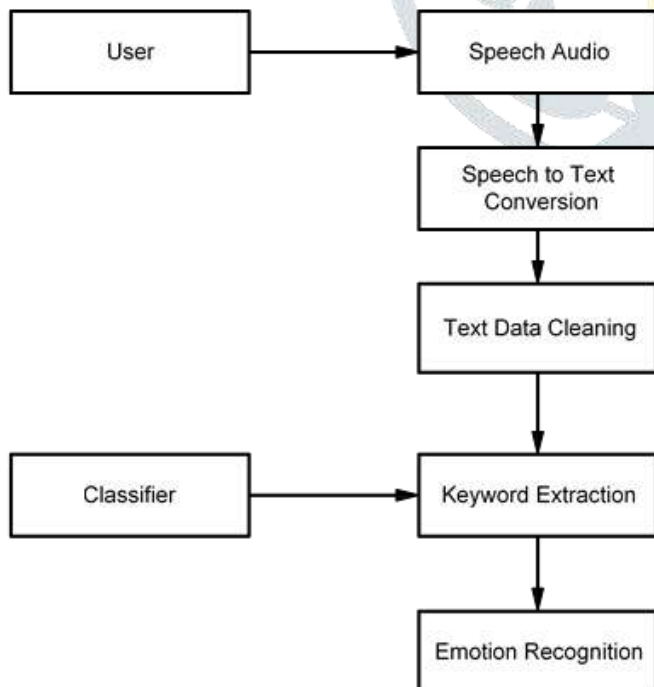 User
Speech Audio
Speech to Text
Conversion
Text Data Cleaning
Classifier
Keyword Extraction
Emotion Recognition